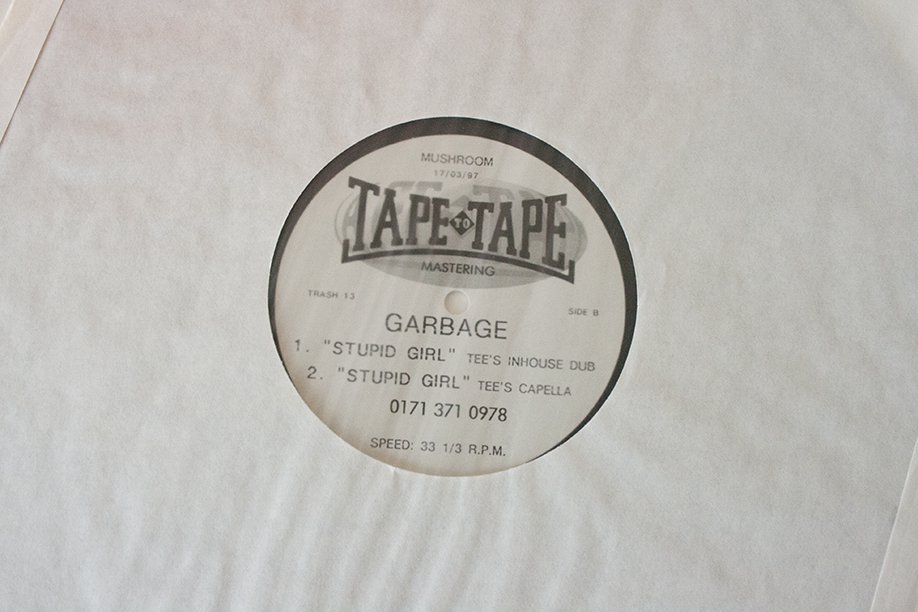 MUSHROOM
17/03/97
TAPE TO TAPE
MASTERING
TRASH 13
SIDE B
GARBAGE
1. "STUPID GIRL" TEE'S INHOUSE DUB
2. "STUPID GIRL" TEE'S CAPELLA
0171 371 0978
SPEED: 33 1/3 R.P.M.